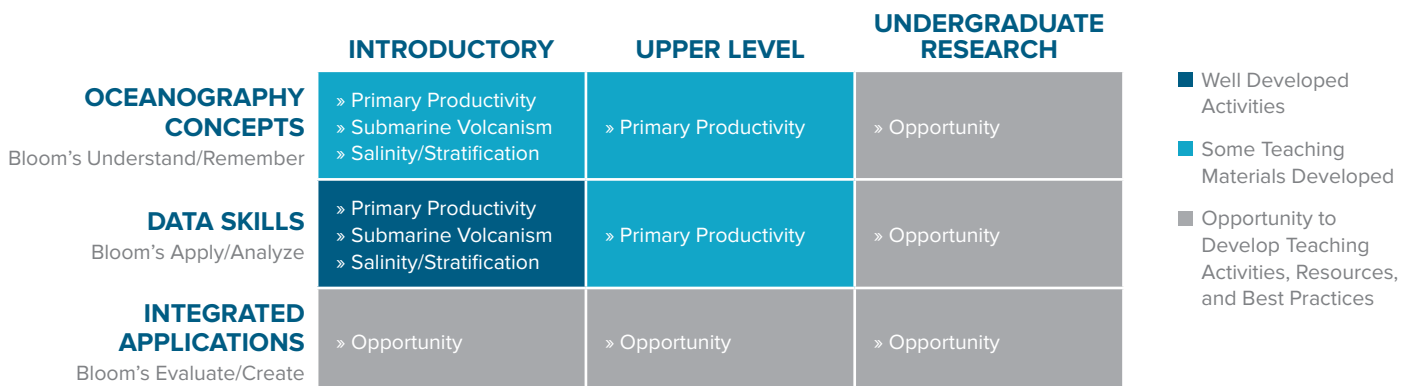 INTRODUCTORY
UPPER LEVEL
UNDERGRADUATE
RESEARCH
OCEANOGRAPHY
CONCEPTS
Bloom’s Understand/Remember
» Primary Productivity
» Submarine Volcanism
» Salinity/Stratification
» Primary Productivity
» Opportunity
DATA SKILLS
Bloom’s Apply/Analyze
» Primary Productivity
» Submarine Volcanism
» Salinity/Stratification
» Primary Productivity
» Opportunity
INTEGRATED
APPLICATIONS
Bloom’s Evaluate/Create
» Opportunity
» Opportunity
» Opportunity
Well Developed
Activities
Some Teaching
Materials Developed
Opportunity to
Develop Teaching
Activities, Resources,
and Best Practices